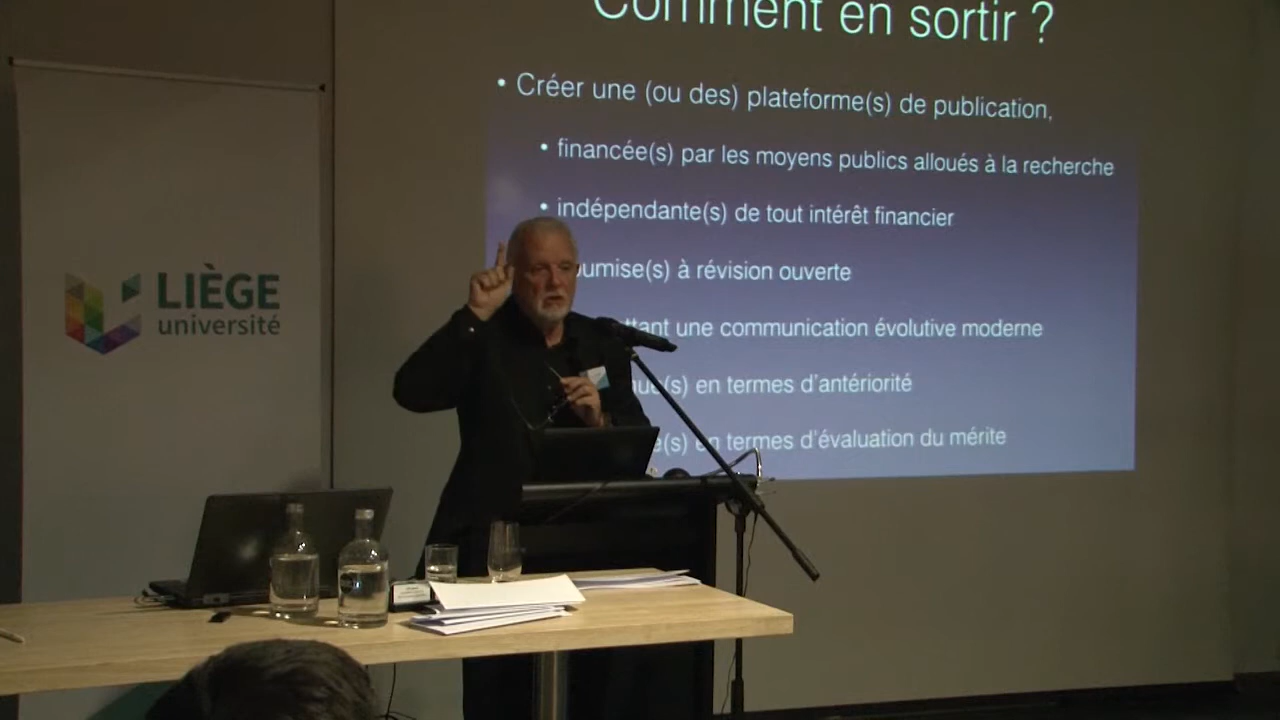 Comment en sortir ?
• Créer une (ou des) plateforme(s) de publication,
• financée(s) par les moyens publics alloués à la recherche
• indépendante(s) de tout intérêt financier
oumise(s) à révision ouverte
ttant une communication évolutive moderne
nue(s) en termes d'antériorité
e(s) en termes d'évaluation du mérite
LIÈGE
université